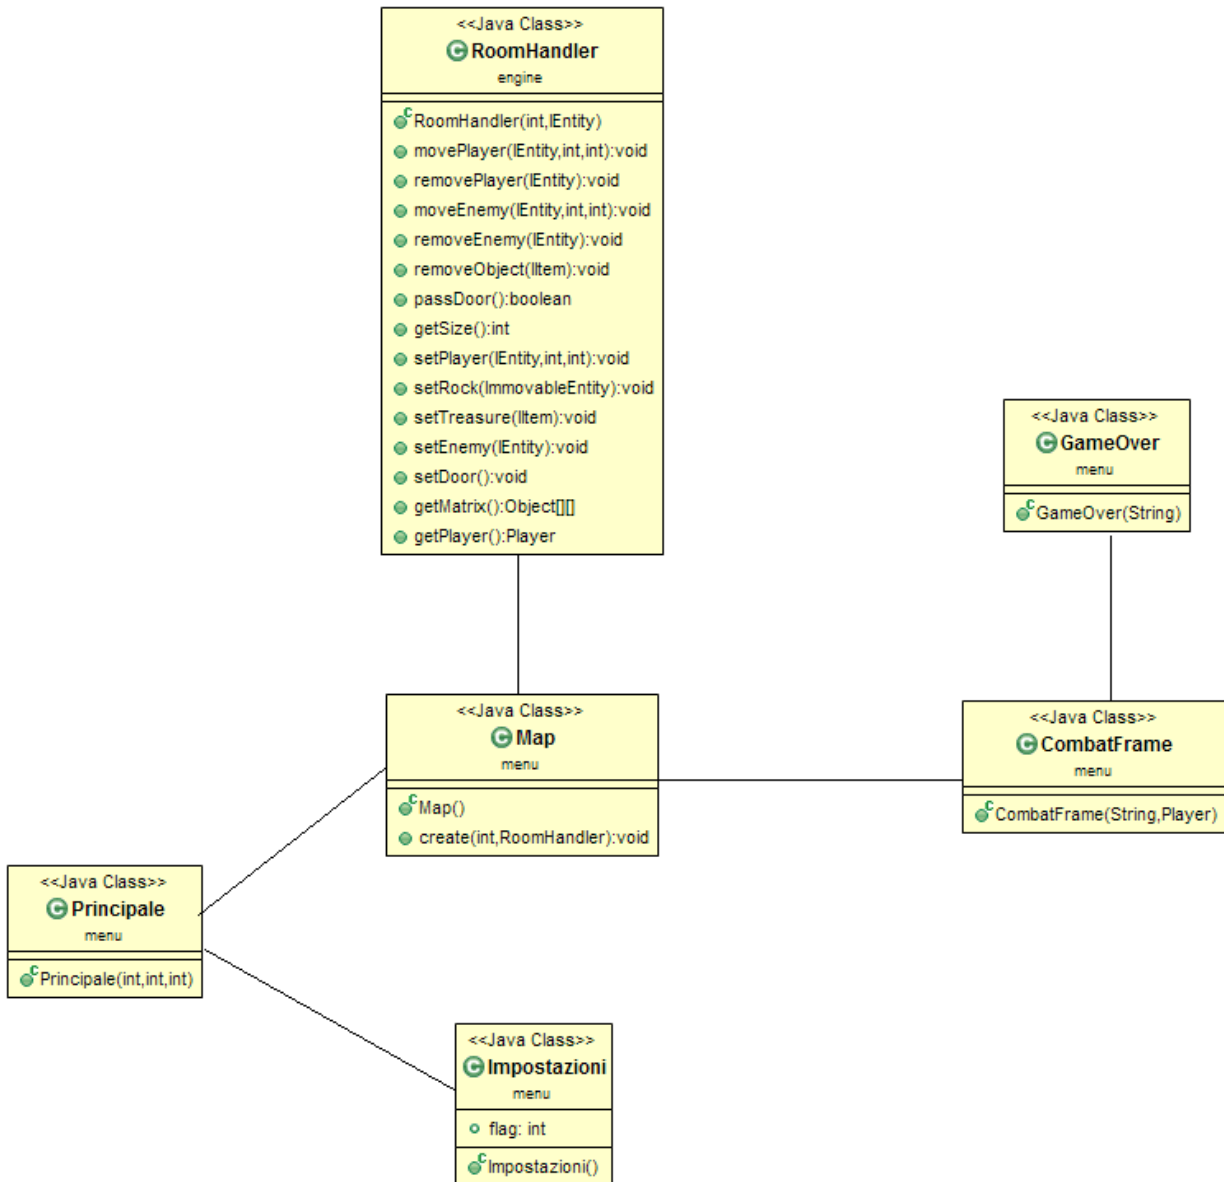 <<Java Class>>
RoomHandler
engine
RoomHandler(int,IEntity)
movePlayer(IEntity,int,int):void
removePlayer(IEntity):void
moveEnemy(IEntity,int,int):void
removeEnemy(IEntity):void
removeObject(IItem):void
passDoor():boolean
getSize():int
setPlayer(IEntity,int,int):void
setRock(ImmovableEntity):void
setTreasure(IItem):void
setEnemy(IEntity):void
setDoor():void
getMatrix():Object[][]
getPlayer():Player
<<Java Class>>
GameOver
menu
GameOver(String)
<<Java Class>>
Map
menu
Map()
create(int,RoomHandler):void
<<Java Class>>
CombatFrame
menu
CombatFrame(String,Player)
<<Java Class>>
Principale
menu
Principale(int,int,int)
<<Java Class>>
Impostazioni
menu
flag: int
Impostazioni()